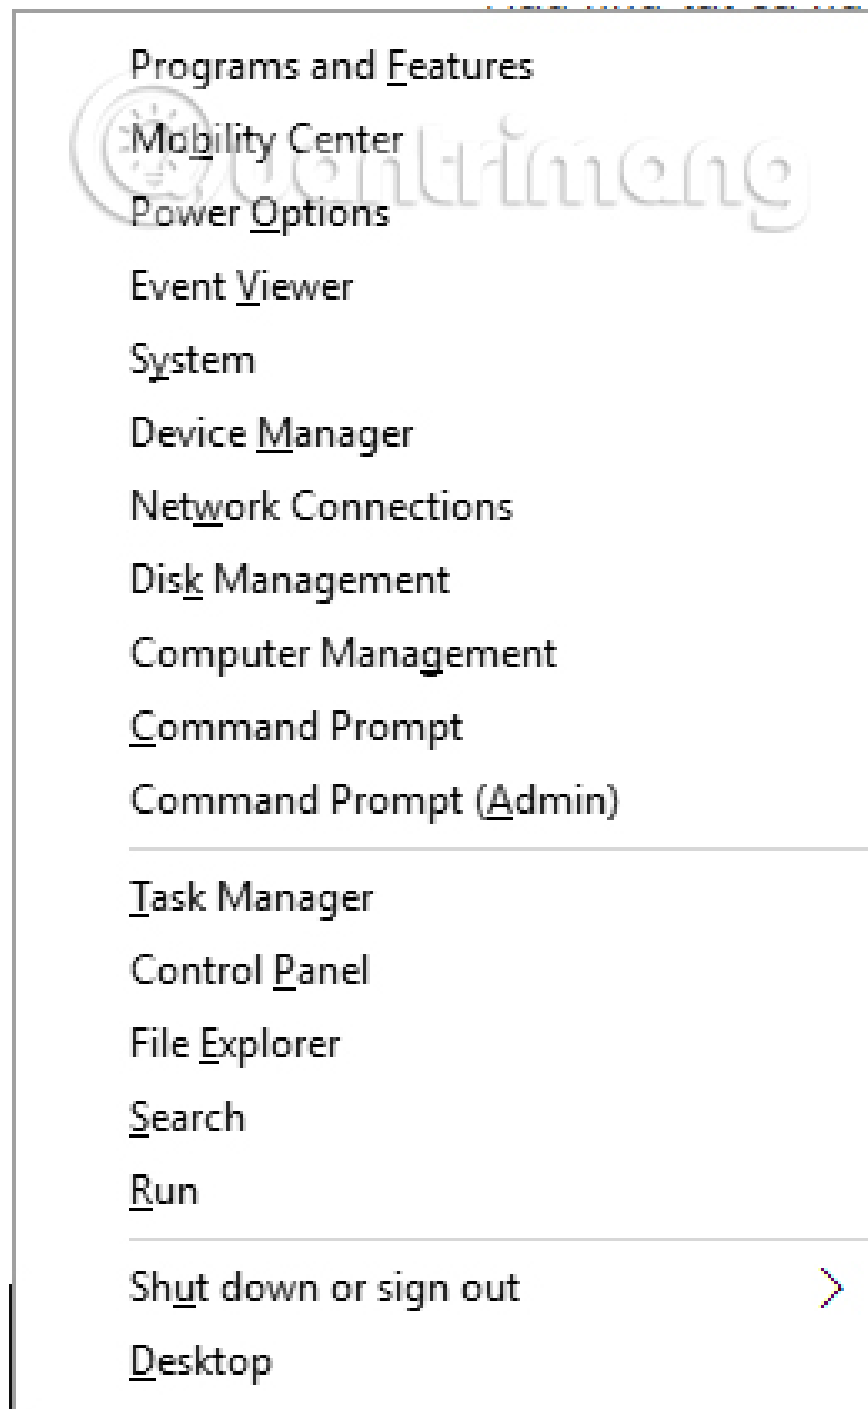 Programs and Features
Mobility Center
Quantrimang
Power Options
Event Viewer
System
Device Manager
Network Connections
Disk Management
Computer Management
Command Prompt
Command Prompt (Admin)
Task Manager
Control Panel
File Explorer
Search
Run
Shut down or sign out
Desktop